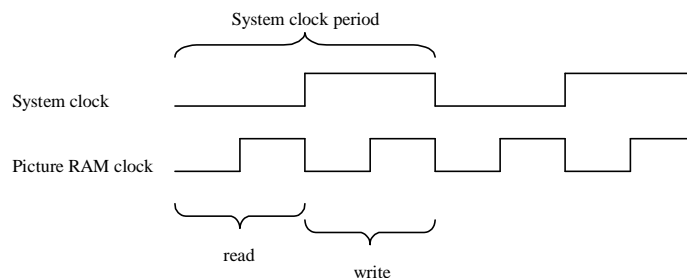 System clock period
System clock
Picture RAM clock
read
write